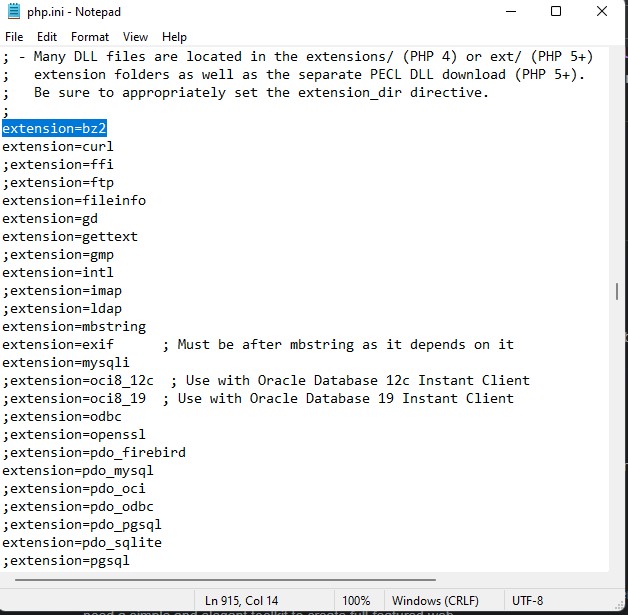 php.ini - Notepad
File Edit Format View Help
; - Many DLL files are located in the extensions/ (PHP 4) or ext/ (PHP 5+)
;   extension folders as well as the separate PECL DLL download (PHP 5+).
;   Be sure to appropriately set the extension_dir directive.
;
extension=bz2
extension=curl
;extension=ffi
;extension=ftp
extension=fileinfo
extension=gd
extension=gettext
;extension=gmp
extension=intl
;extension=imap
;extension=ldap
extension=mbstring
extension=exif      ; Must be after mbstring as it depends on it
extension=mysqli
;extension=oci8_12c  ; Use with Oracle Database 12c Instant Client
;extension=oci8_19  ; Use with Oracle Database 19 Instant Client
;extension=odbc
;extension=openssl
;extension=pdo_firebird
extension=pdo_mysql
;extension=pdo_oci
;extension=pdo_odbc
;extension=pdo_pgsql
extension=pdo_sqlite
;extension=pgsql
Ln 915, Col 14 100% Windows (CRLF) UTF-8
need a simple and elegant toolkit to create full-featured web